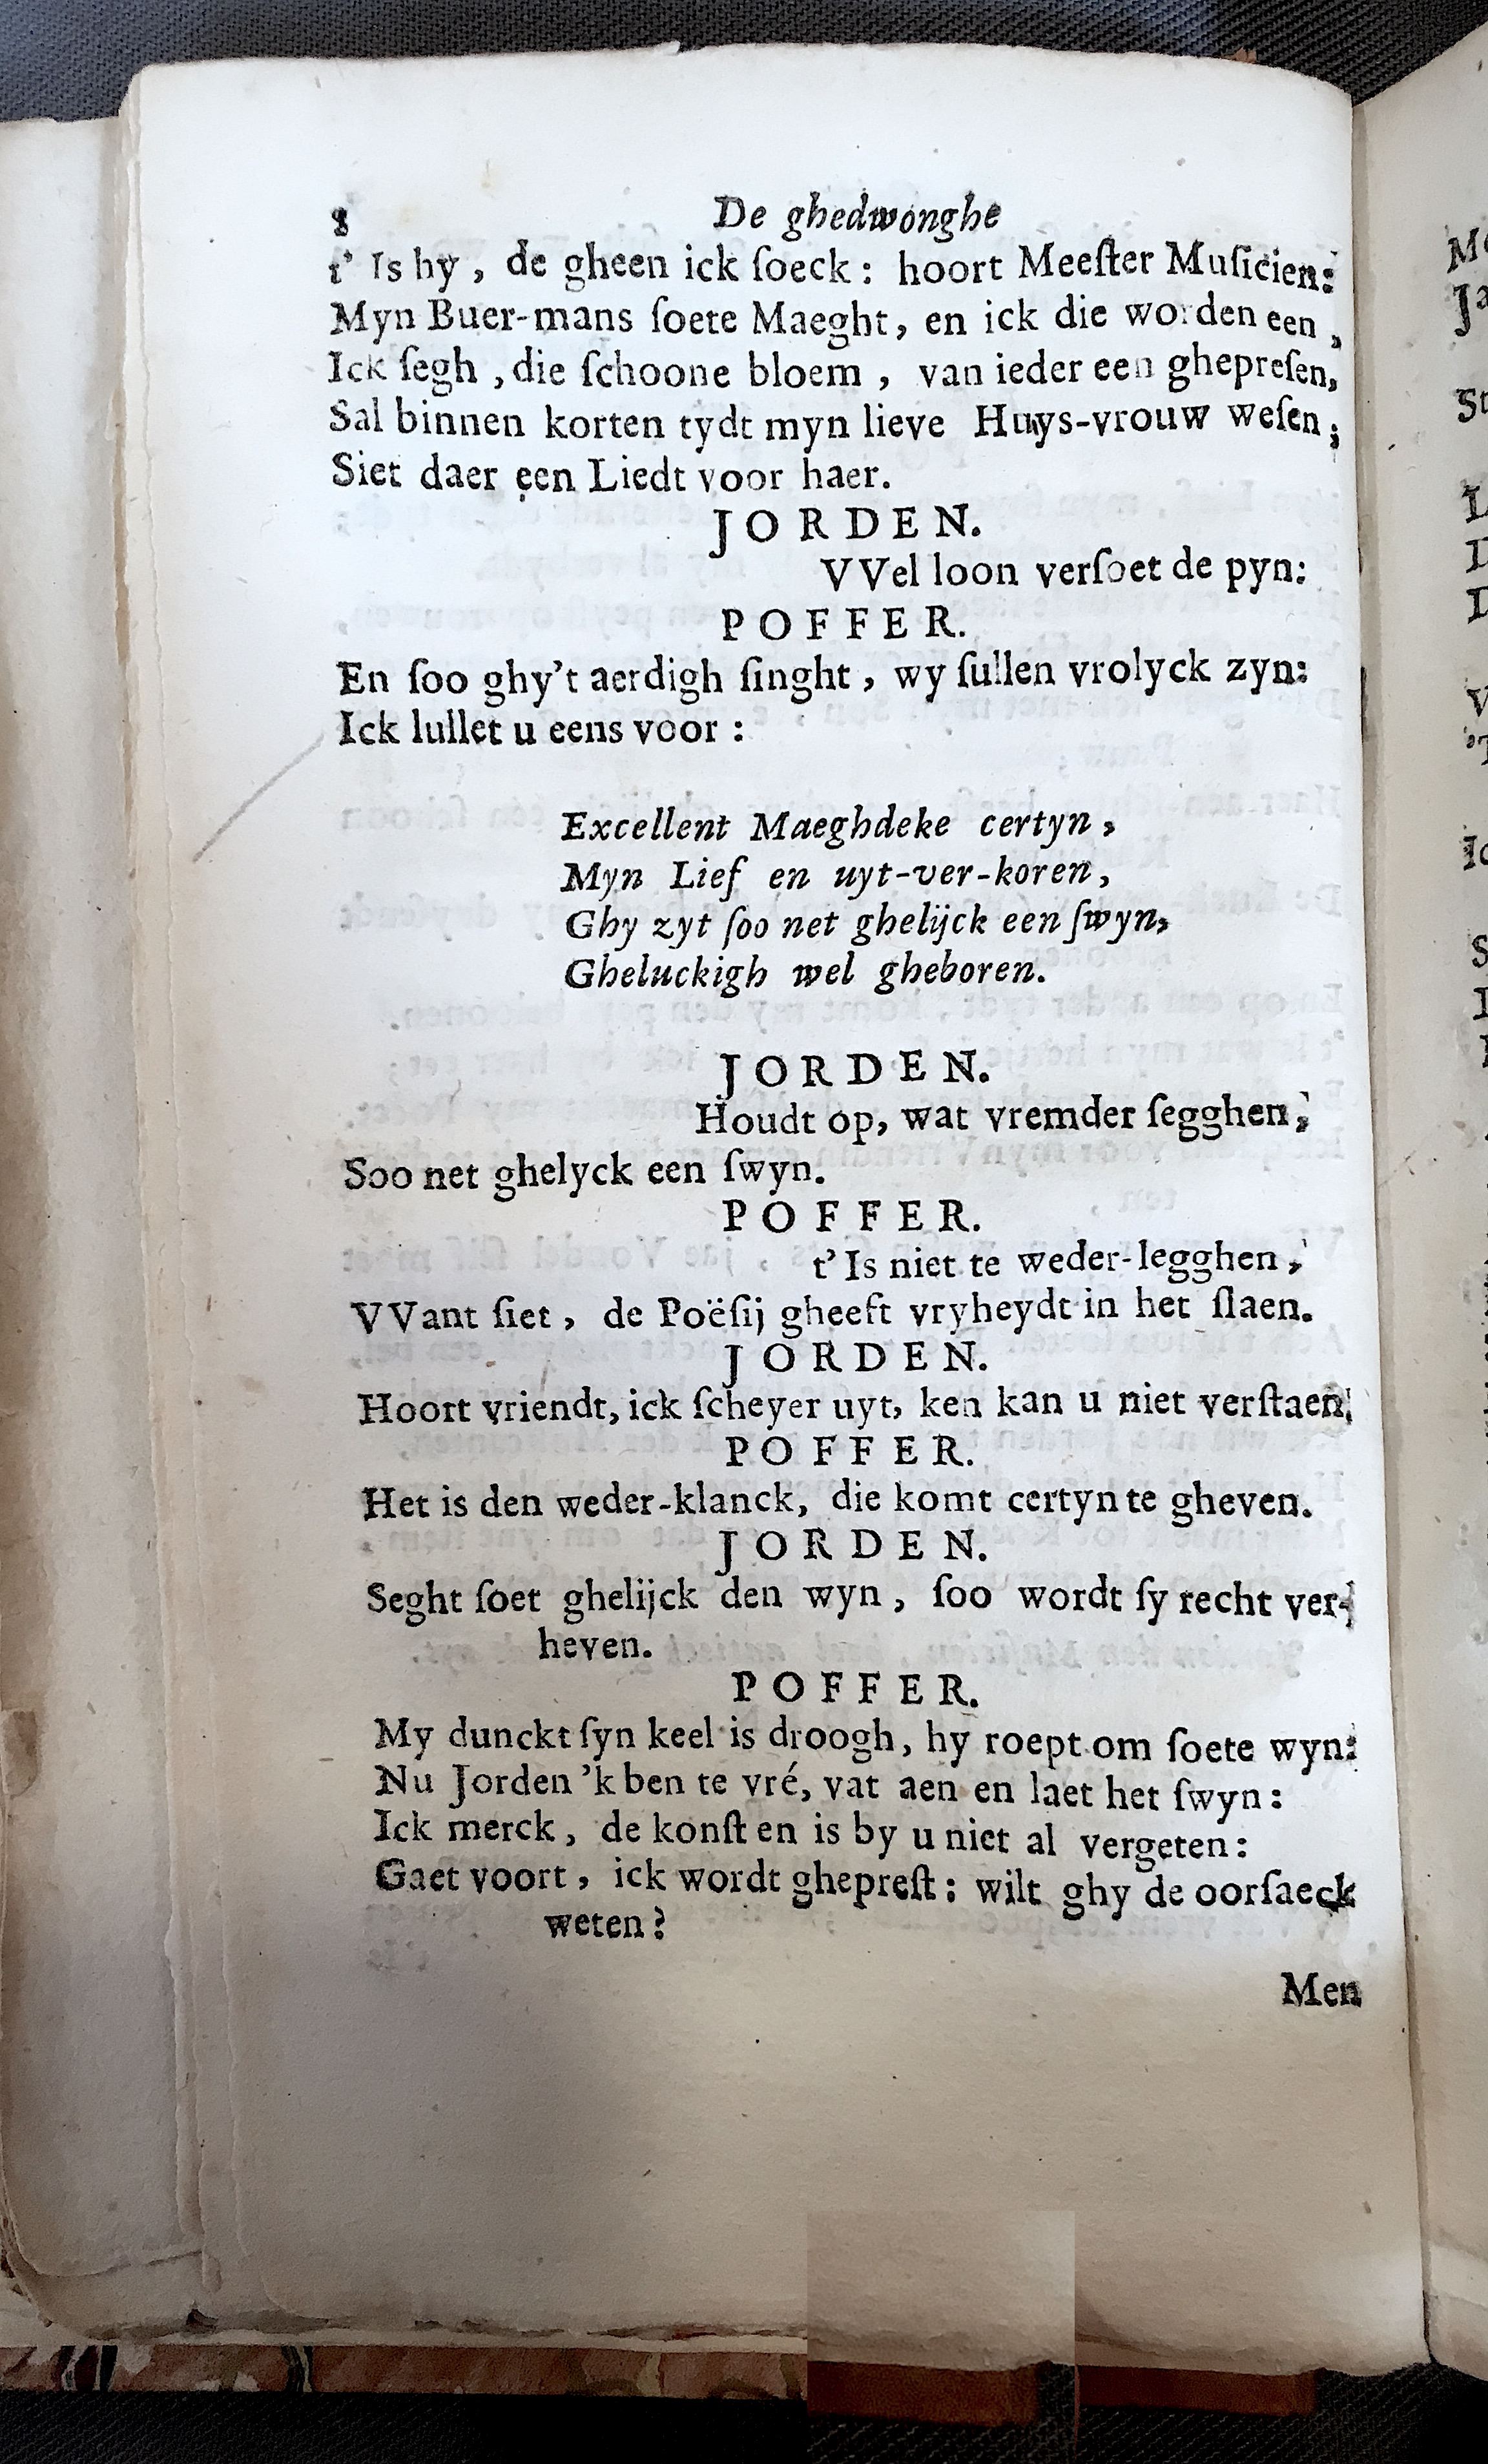 8 De ghedwonghe
t' Is hy, de gheen ick ſoeck: hoort Meeſter Muſicien:
Myn Buer-mans ſoete Maeght, en ick die worden een,
Ick ſegh, die ſchoone bloem, van ieder een ghepreſen,
Sal binnen korten tydt myn lieve Huys-vrouw weſen;
Siet daer een Liedt voor haer.
JORDEN.
VVel loon verſoet de pyn:
POFFER.
En ſoo ghy't aerdigh ſinght, wy ſullen vrolyck zyn:
Ick lullet u eens voor:
Excellent Maeghdeke certyn,
Myn Lief en uyt-ver-koren,
Ghy zyt ſoo net ghelijck een ſwyn,
Gheluckigh wel gheboren.
JORDEN.
Houdt op, wat vremder ſegghen,
Soo net ghelyck een ſwyn.
POFFER.
t' Is niet te weder-legghen,
VVant ſiet, de Poëſij gheeft vryheydt in het ſlaen.
JORDEN.
Hoort vriendt, ick ſcheyer uyt, ken kan u niet verſtaen.
POFFER.
Het is den weder-klanck, die komt certyn te gheven.
JORDEN.
Seght ſoet ghelijck den wyn, ſoo wordt ſy recht ver-
heven.
POFFER.
My dunckt ſyn keel is droogh, hy roept om ſoete wyn:
Nu Jorden 'k ben te vré, vat aen en laet het ſwyn:
Ick merck, de konſt en is by u niet al vergeten:
Gaet voort, ick wordt ghepreſt: wilt ghy de oorſaeck
weten?
Men